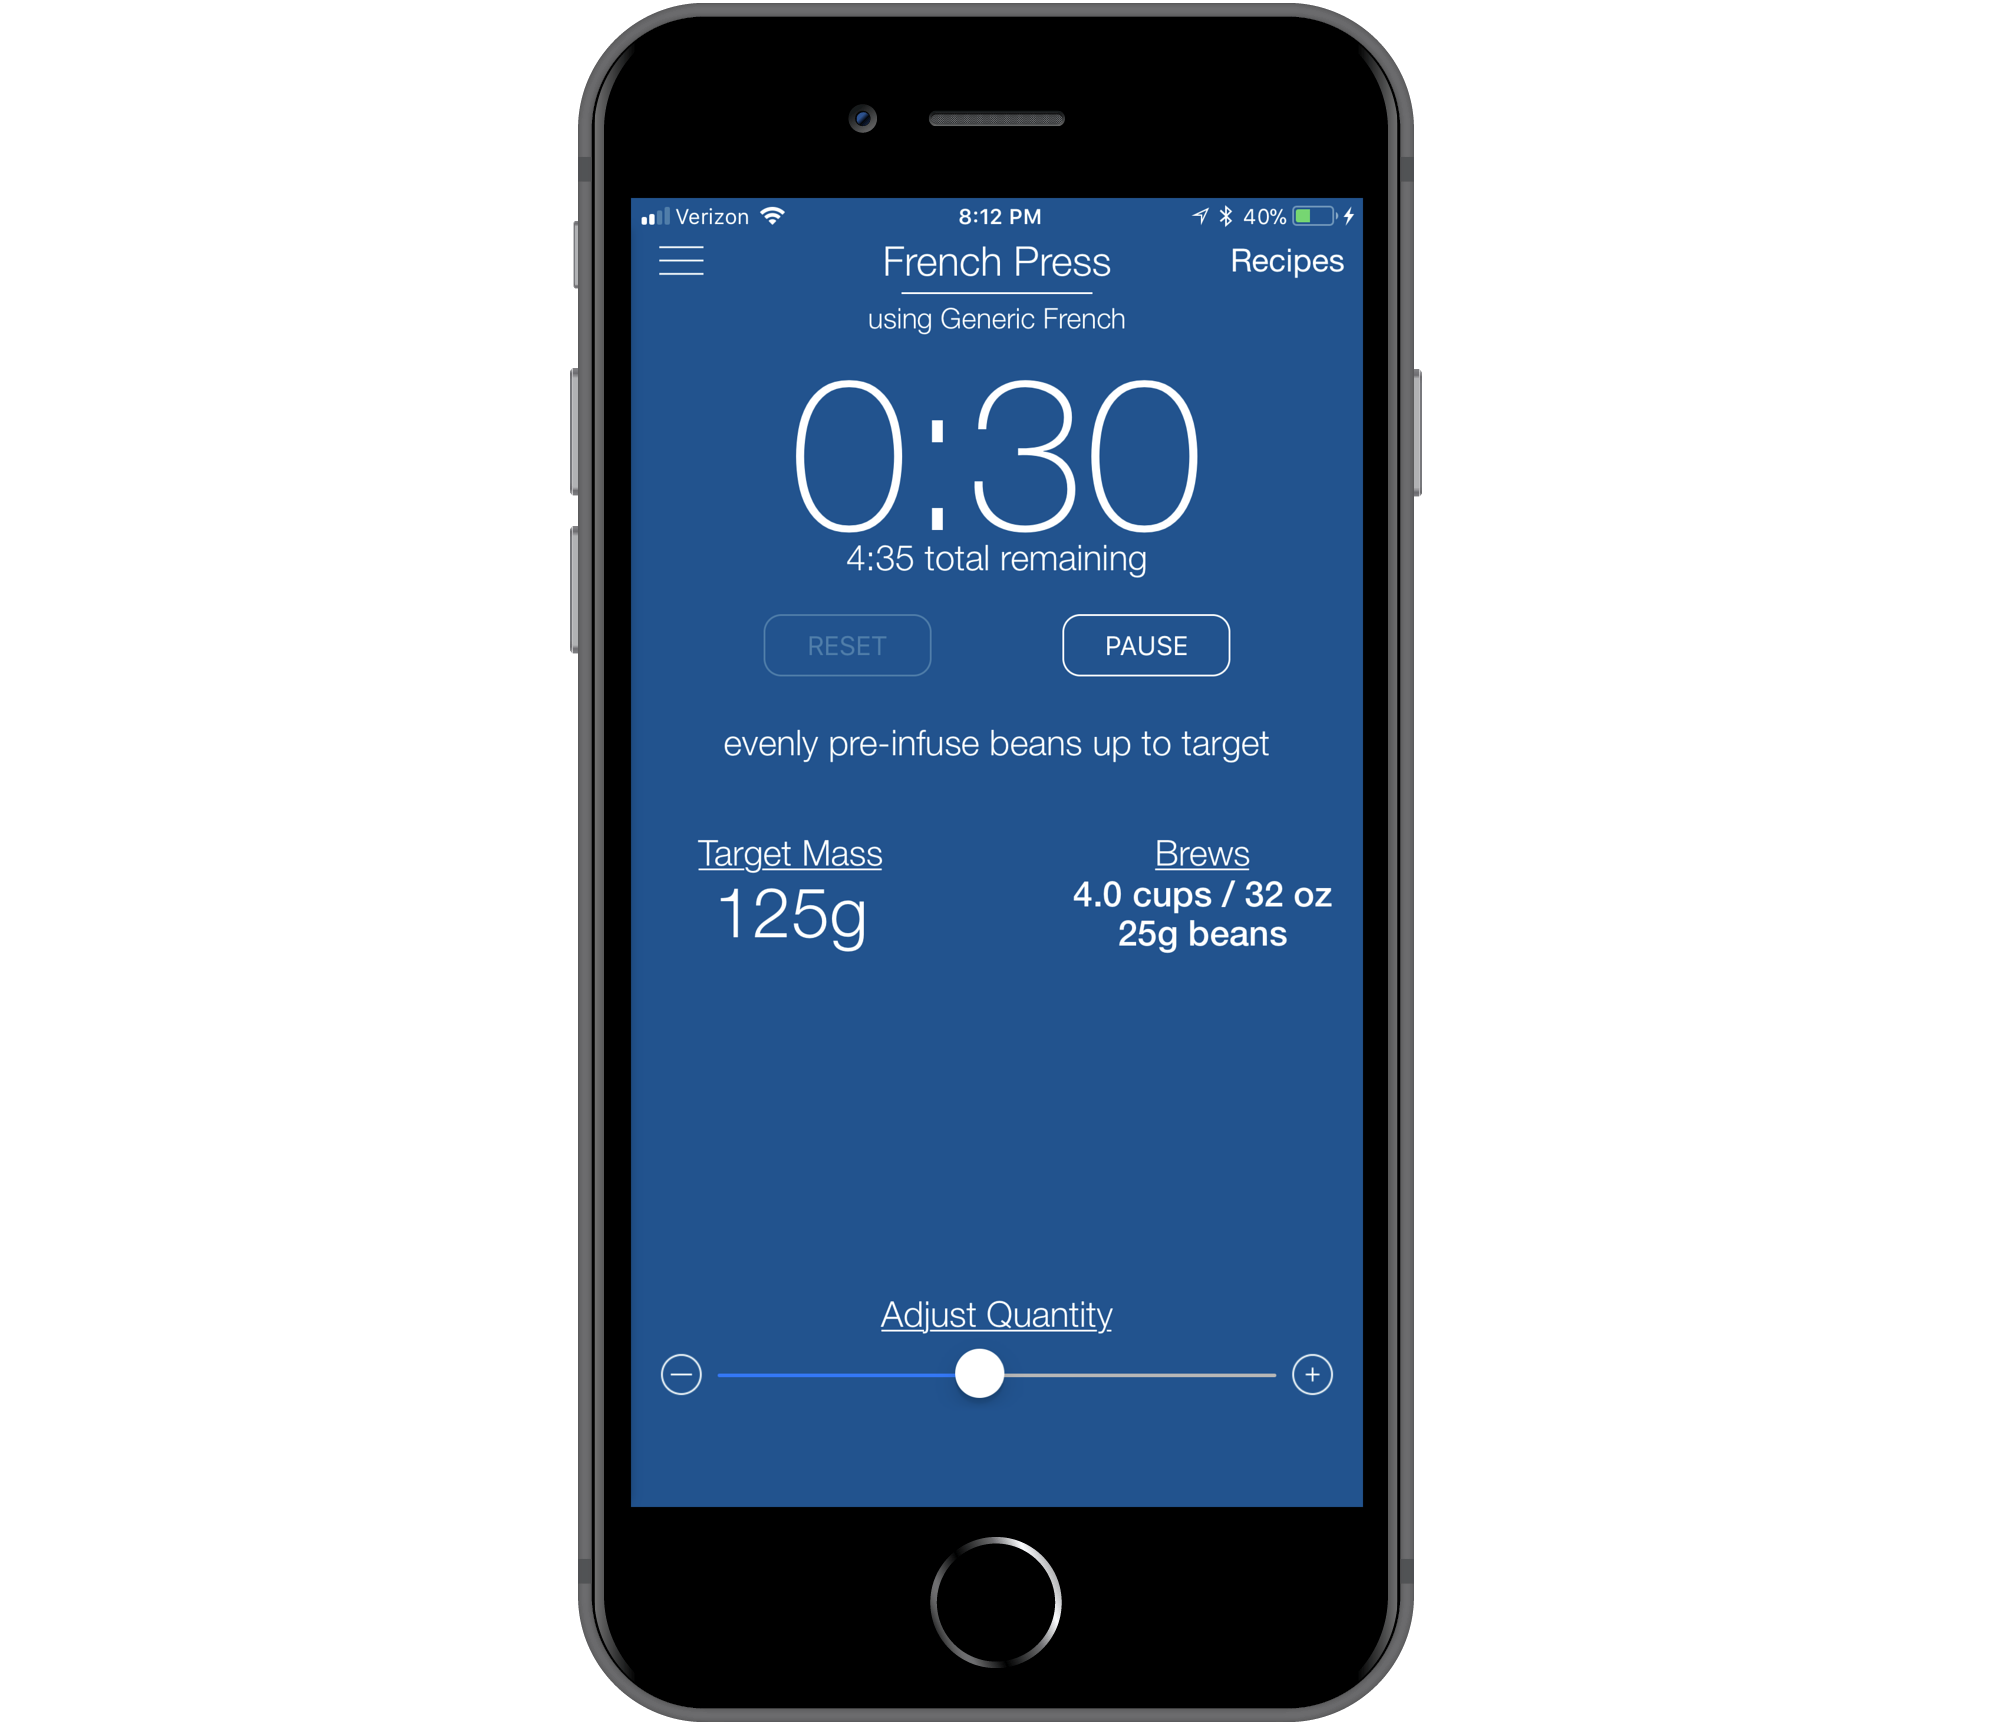 Verizon 8:12 PM 40%
French Press Recipes
using Generic French
0:30
4:35 total remaining
RESET PAUSE
evenly pre-infuse beans up to target
Target Mass Brews
125g 4.0 cups / 32 oz
25g beans
Adjust Quantity